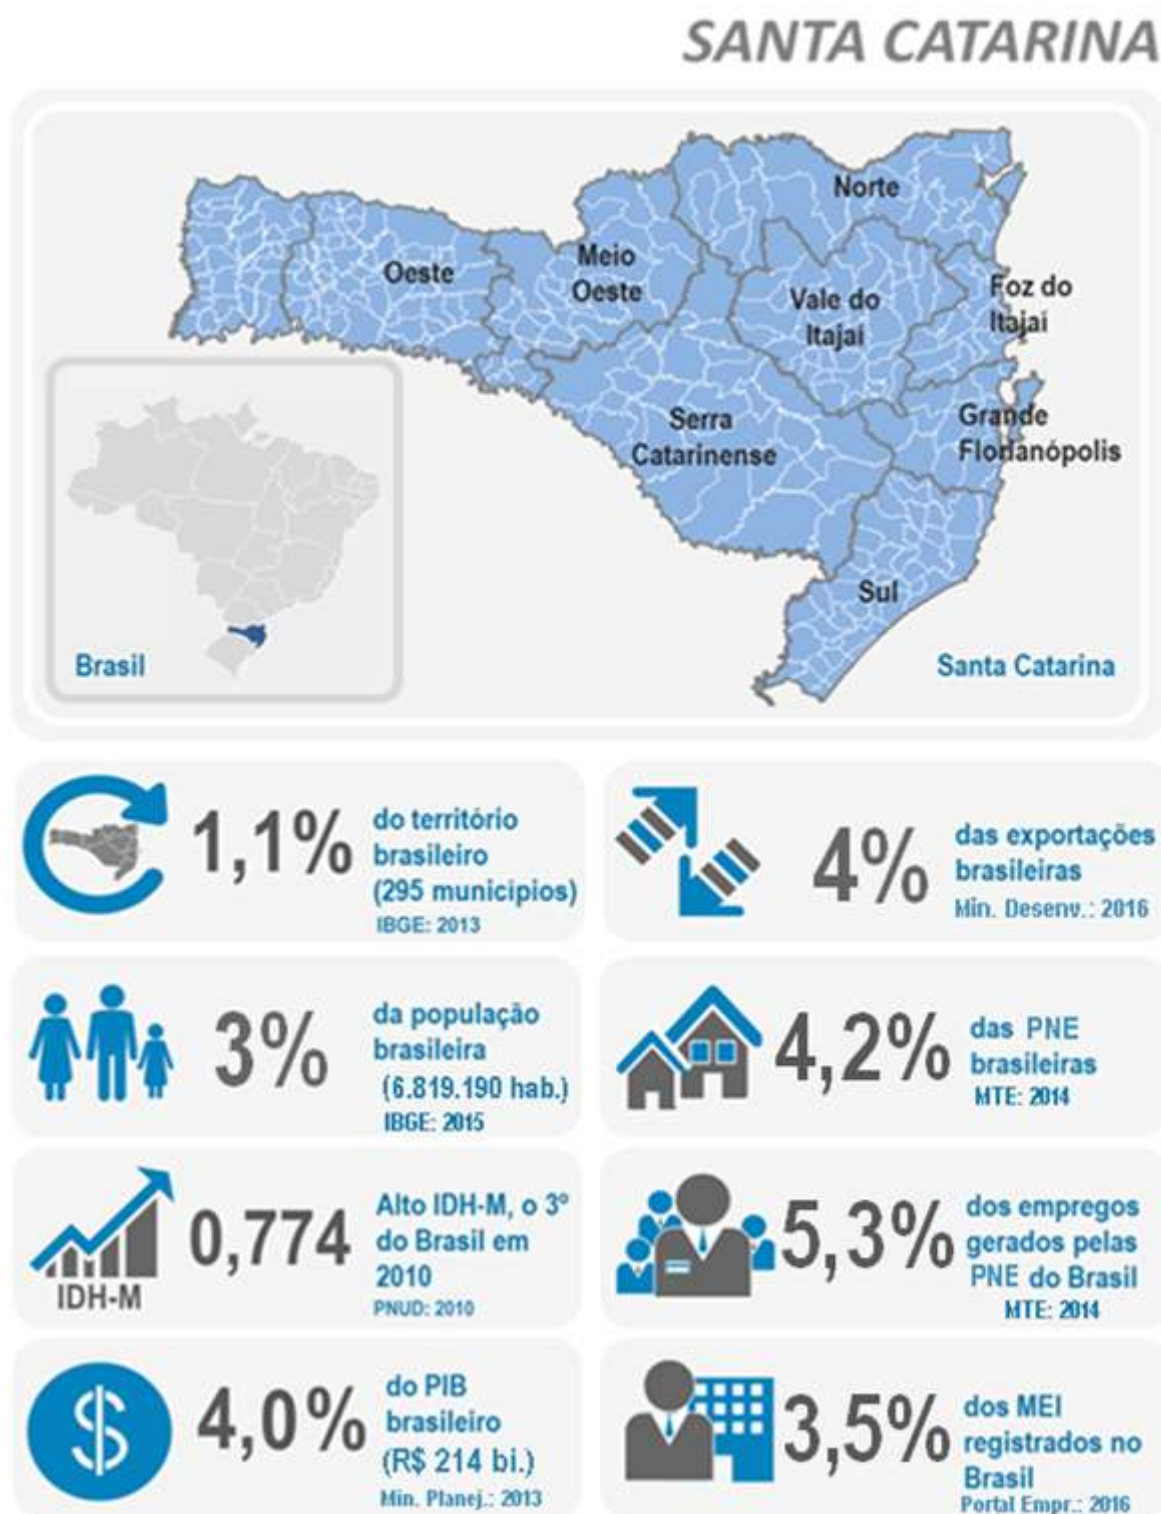 SANTA CATARINA
Norte
Oeste
Meio
Oeste
Vale do
Itajaí
Foz do
Itajaí
Serra
Catarinense
Grande
Florianópolis
Sul
Brasil
Santa Catarina
1,1%
do território
brasileiro
(295 municípios)
IBGE: 2013
4%
das exportações
brasileiras
Min. Desenv.: 2016
3%
da população
brasileira
(6.819.190 hab.)
IBGE: 2015
4,2%
das PNE
brasileiras
MTE: 2014
IDH-M
0,774
Alto IDH-M, o 3º
do Brasil em
2010
PNUD: 2010
5,3%
dos empregos
gerados pelas
PNE do Brasil
MTE: 2014
$
4,0%
do PIB
brasileiro
(R$ 214 bi.)
Min. Planej.: 2013
3,5%
dos MEI
registrados no
Brasil
Portal Empr.: 2016